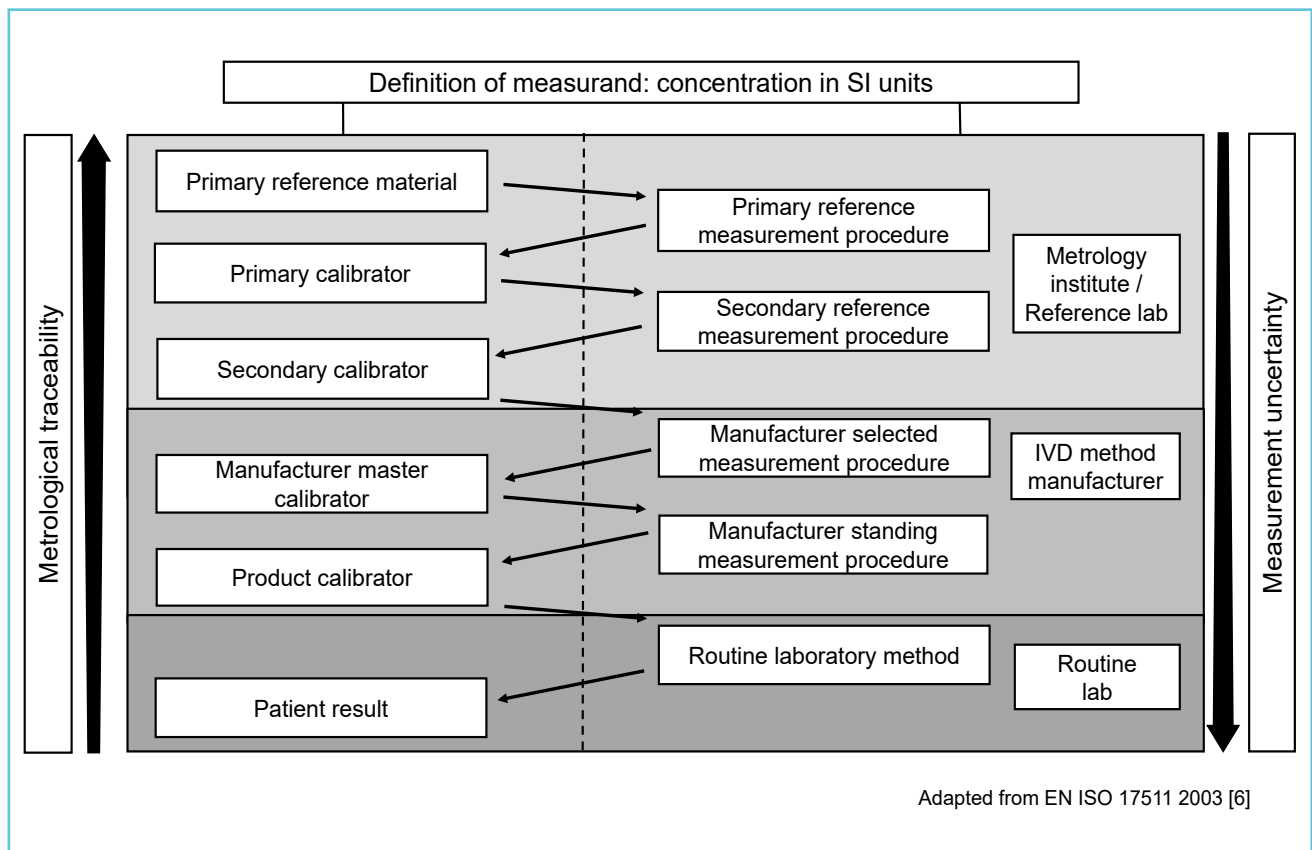 Definition of measurand: concentration in SI units
Metrological traceability
Primary reference material
Primary reference
measurement procedure
Primary calibrator
Secondary reference
measurement procedure
Secondary calibrator
Metrology
institute /
Reference lab
Manufacturer selected
measurement procedure
Manufacturer master
calibrator
Manufacturer standing
measurement procedure
Product calibrator
IVD method
manufacturer
Routine laboratory method
Patient result
Routine
lab
Measurement uncertainty
Adapted from EN ISO 17511 2003 [6]